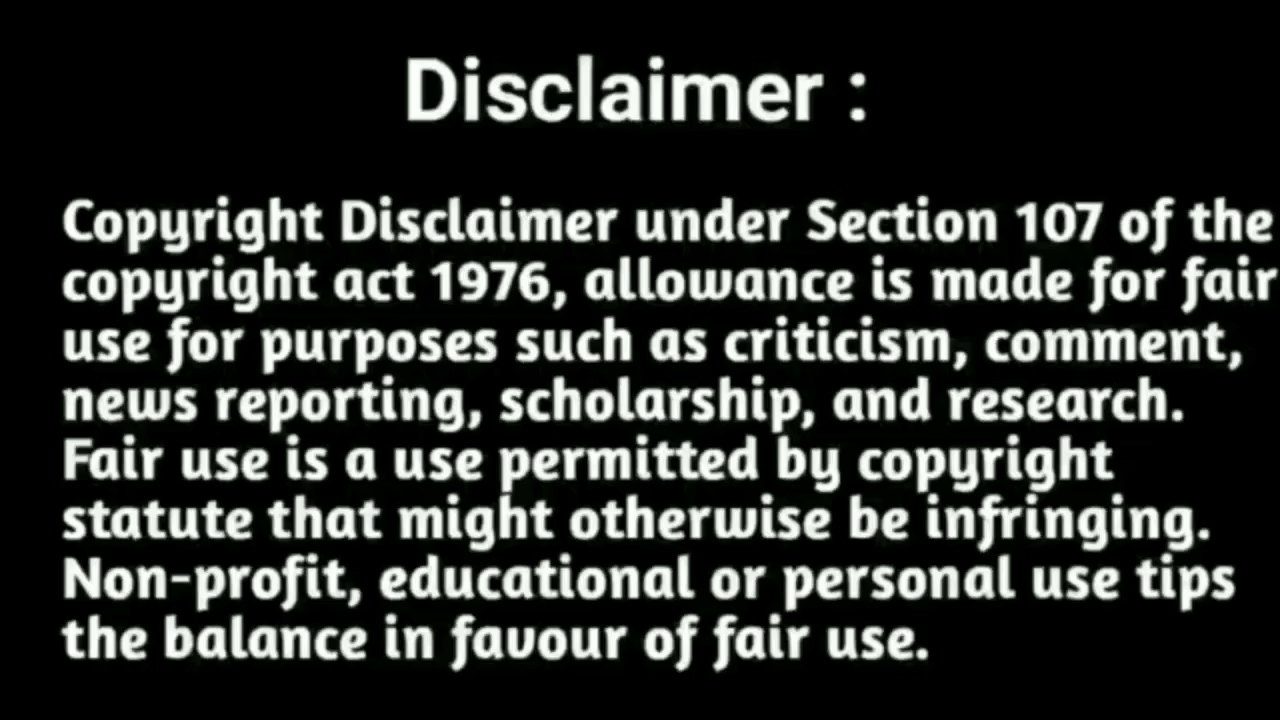 Disclaimer :
Copyright Disclaimer under Section 107 of the
copyright act 1976, allowance is made for fair
use for purposes such as criticism, comment,
news reporting, scholarship, and research.
Fair use is a use permitted by copyright
statute that might otherwise be infringing.
Non-profit, educational or personal use tips
the balance in favour of fair use.